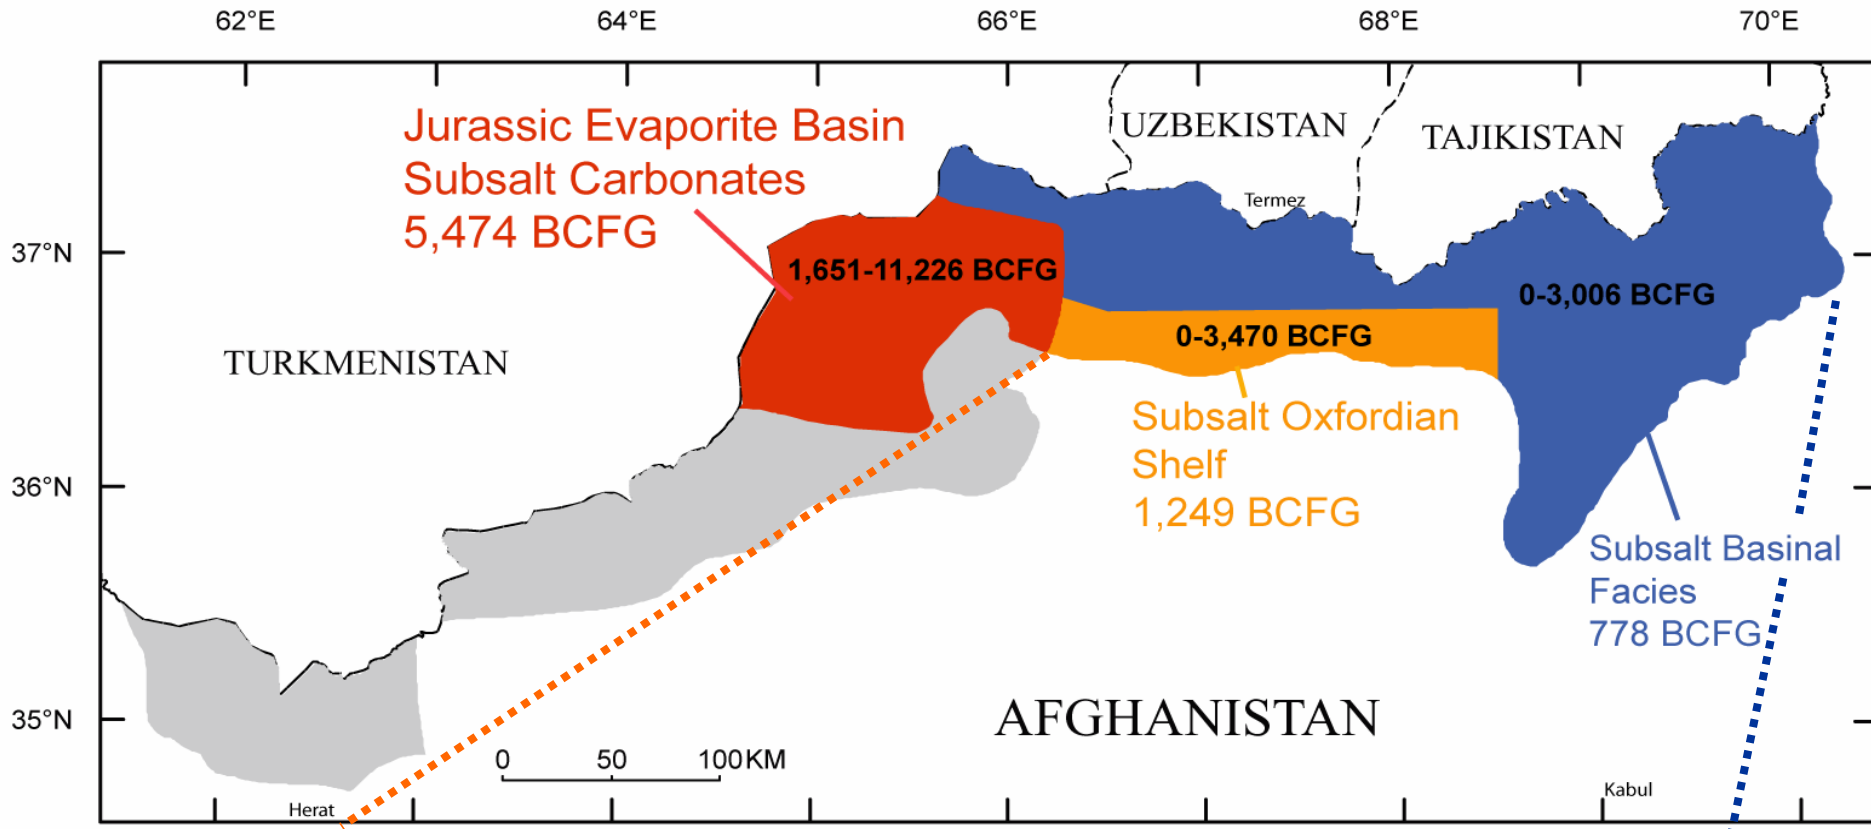 62°E
64°E
66°E
68°E
70°E
Jurassic Evaporite Basin
Subsalt Carbonates
5,474 BCFG
UZBEKISTAN
TAJIKISTAN
Termez
37°N
1,651-11,226 BCFG
0-3,006 BCFG
0-3,470 BCFG
TURKMENISTAN
Subsalt Oxfordian
Shelf
1,249 BCFG
36°N
Subsalt Basinal
Facies
778 BCFG
AFGHANISTAN
35°N
0 50 100 KM
Kabul
Herat